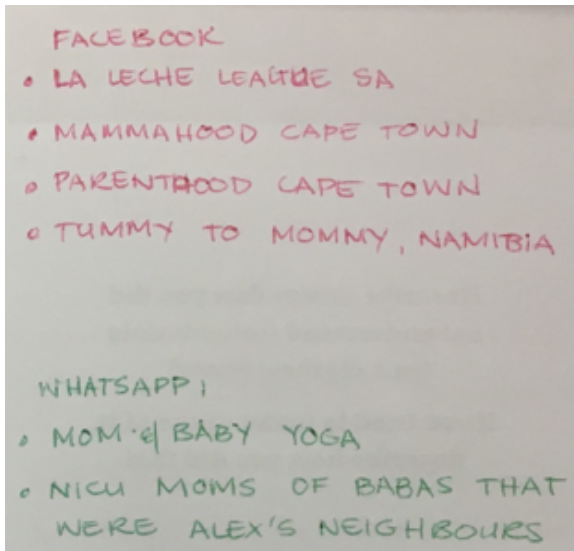 FACEBOOK
• LA LECHE LEAGUE SA
• MAMMAHOOD CAPE TOWN
• PARENTHOOD CAPE TOWN
• TUMMY TO MOMMY, NAMIBIA
WHATSAPP:
• MOM & BABY YOGA
• NICU MOMS OF BABAS THAT
WERE ALEX'S NEIGHBOURS